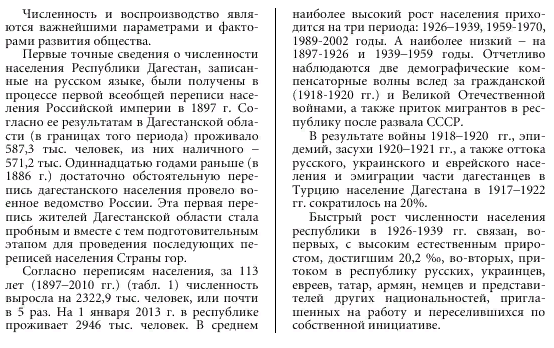 Численность и воспроизводство явля-
ются важнейшими параметрами и факто-
рами развития общества.
Первые точные сведения о численности
населения Республики Дагестан, записан-
ные на русском языке, были получены в
процессе первой всеобщей переписи насе-
ления Российской империи в 1897 г. Со-
гласно ее результатам в Дагестанской обла-
сти (в границах того периода) проживало
587,3 тыс. человек, из них наличного –
571,2 тыс. Одиннадцатью годами раньше (в
1886 г.) достаточно обстоятельную пере-
пись дагестанского населения провело во-
енное ведомство России. Эта первая пере-
пись жителей Дагестанской области стала
пробным и вместе с тем подготовительным
этапом для проведения последующих пе-
реписей населения Страны гор.
Согласно переписям населения, за 113
лет (1897–2010 гг.) (табл. 1) численность
выросла на 2322,9 тыс. человек, или почти
в 5 раз. На 1 января 2013 г. в республике
проживает 2946 тыс. человек. В среднем
наиболее высокий рост населения прихо-
дится на три периода: 1926–1939, 1959-1970,
1989-2002 годы. А наиболее низкий – на
1897-1926 и 1939–1959 годы. Отчетливо
наблюдаются две демографические ком-
пенсаторные волны вслед за гражданской
(1918-1920 гг.) и Великой Отечественной
войнами, а также приток мигрантов в рес-
публику после развала СССР.
В результате войны 1918–1920 гг., эпи-
демий, засухи 1920–1921 гг., а также оттока
русского, украинского и еврейского насе-
ления и эмиграции части дагестанцев в
Турцию население Дагестана в 1917–1922
гг. сократилось на 20%.
Быстрый рост численности населения
республики в 1926-1939 гг. связан, во-
первых, с высоким естественным приро-
стом, достигшим 20,2 ‰, во-вторых, при-
током в республику русских, украинцев,
евреев, татар, армян, немцев и представи-
телей других национальностей, пригла-
шенных на работу и переселившихся по
собственной инициативе.